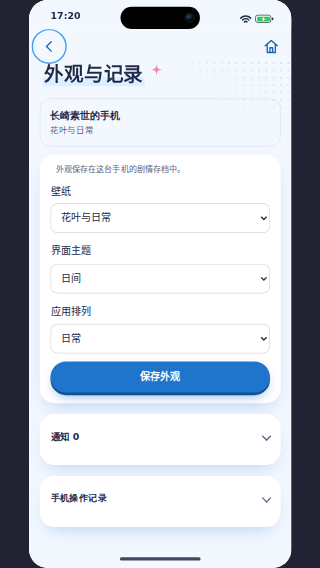 17:20
外观与记录
长崎素世的手机
花叶与日常
外观保存在这台手机的剧情存档中。
壁纸
花叶与日常
界面主题
日间
应用排列
日常
保存外观
通知 0
手机操作记录